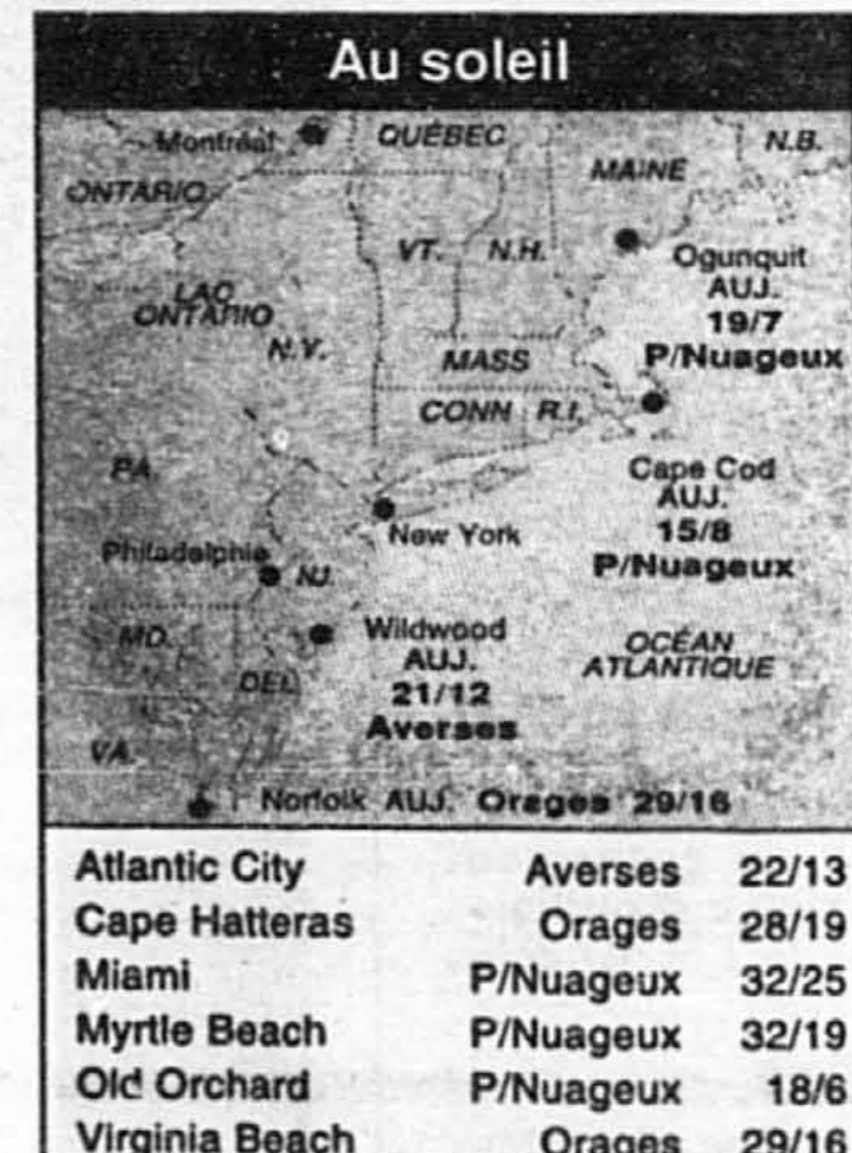 Au soleil
Montréal
QUÉBEC
N.B.
MAINE
ONTARIO
VT.
N.H.
Ogunquit
AUJ.
19/7
P/Nuageux
LAC
ONTARIO
N.Y.
MASS
CONN
R.I.
PA.
Cape Cod
AUJ.
15/8
P/Nuageux
New York
Philadelphie
N.J.
MD.
Wildwood
AUJ.
21/12
Averses
OCÉAN
ATLANTIQUE
DEL.
VA.
Norfolk AUJ. Orages 29/16
Atlantic City Averses 22/13
Cape Hatteras Orages 28/19
Miami P/Nuageux 32/25
Myrtle Beach P/Nuageux 32/19
Old Orchard P/Nuageux 18/6
Virginia Beach Orages 29/16